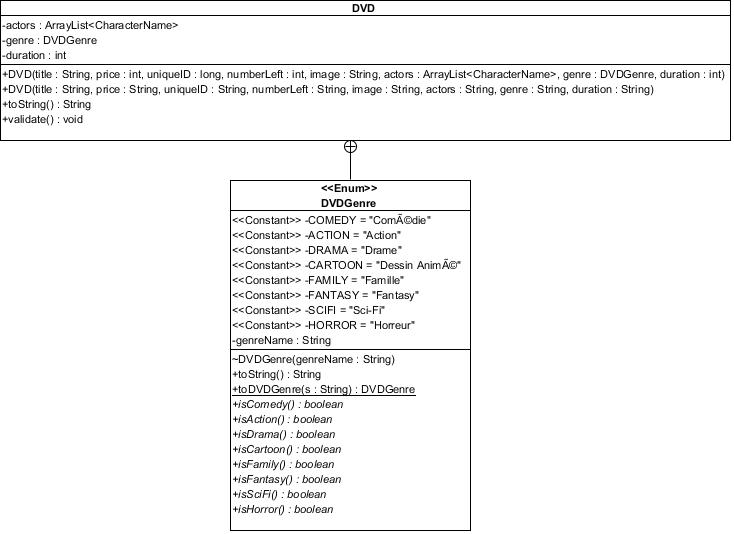 DVD
-actors : ArrayList<CharacterName>
-genre : DVDGenre
-duration : int
+DVD(title : String, price : int, uniqueID : long, numberLeft : int, image : String, actors : ArrayList<CharacterName>, genre : DVDGenre, duration : int)
+DVD(title : String, price : String, uniqueID : String, numberLeft : String, image : String, actors : String, genre : String, duration : String)
+toString() : String
+validate() : void
<<Enum>>
DVDGenre
<<Constant>> -COMEDY = "ComÃ©die"
<<Constant>> -ACTION = "Action"
<<Constant>> -DRAMA = "Drame"
<<Constant>> -CARTOON = "Dessin AnimÃ©"
<<Constant>> -FAMILY = "Famille"
<<Constant>> -FANTASY = "Fantasy"
<<Constant>> -SCIFI = "Sci-Fi"
<<Constant>> -HORROR = "Horreur"
-genreName : String
~DVDGenre(genreName : String)
+toString() : String
+toDVDGenre(s : String) : DVDGenre
+isComedy() : boolean
+isAction() : boolean
+isDrama() : boolean
+isCartoon() : boolean
+isFamily() : boolean
+isFantasy() : boolean
+isSciFi() : boolean
+isHorror() : boolean